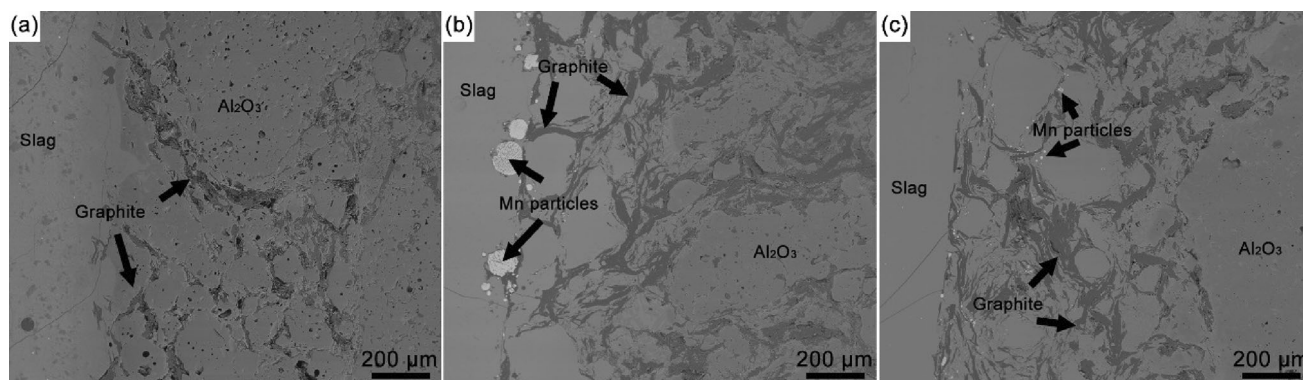 (a)
Al₂O₃
Slag
Graphite
200 μm
(b)
Graphite
Slag
Mn particles
Al₂O₃
200 μm
(c)
Mn particles
Slag
Al₂O₃
Graphite
200 μm